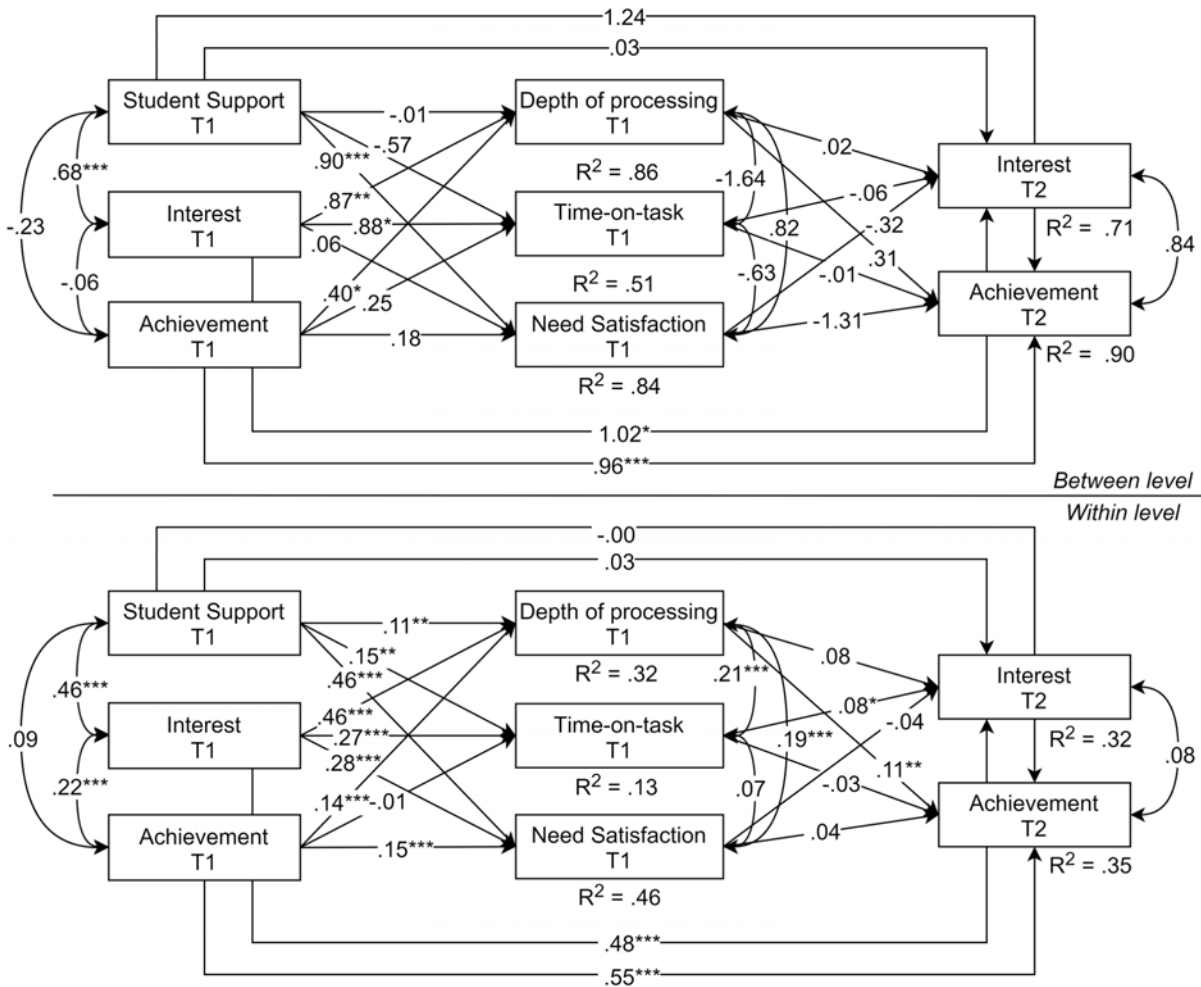 1.24
.03
Student Support
T1
Depth of processing
T1
-.01
-.57
.90***
.02
Interest
T2
R² = .86
-1.64
-.06
.68***
.87**
Interest
T1
.88*
Time-on-task
T1
.82
-.32
R² = .71
.84
-.23
.06
-.63
-.01
.31
-.06
.40*
.25
R² = .51
Achievement
T2
Achievement
T1
.18
Need Satisfaction
T1
-1.31
R² = .90
R² = .84
1.02*
.96***
Between level
Within level
-.00
.03
Student Support
T1
.11**
Depth of processing
T1
.15**
.46***
.08
R² = .32
.21***
Interest
T2
.46***
.46***
.08*
-.04
Interest
T1
.27***
Time-on-task
T1
.19***
R² = .32
.09
.28***
.11**
.08
.22***
.14***
-.01
R² = .13
.07
-.03
Achievement
T2
Achievement
T1
.15***
Need Satisfaction
T1
.04
R² = .35
R² = .46
.48***
.55***